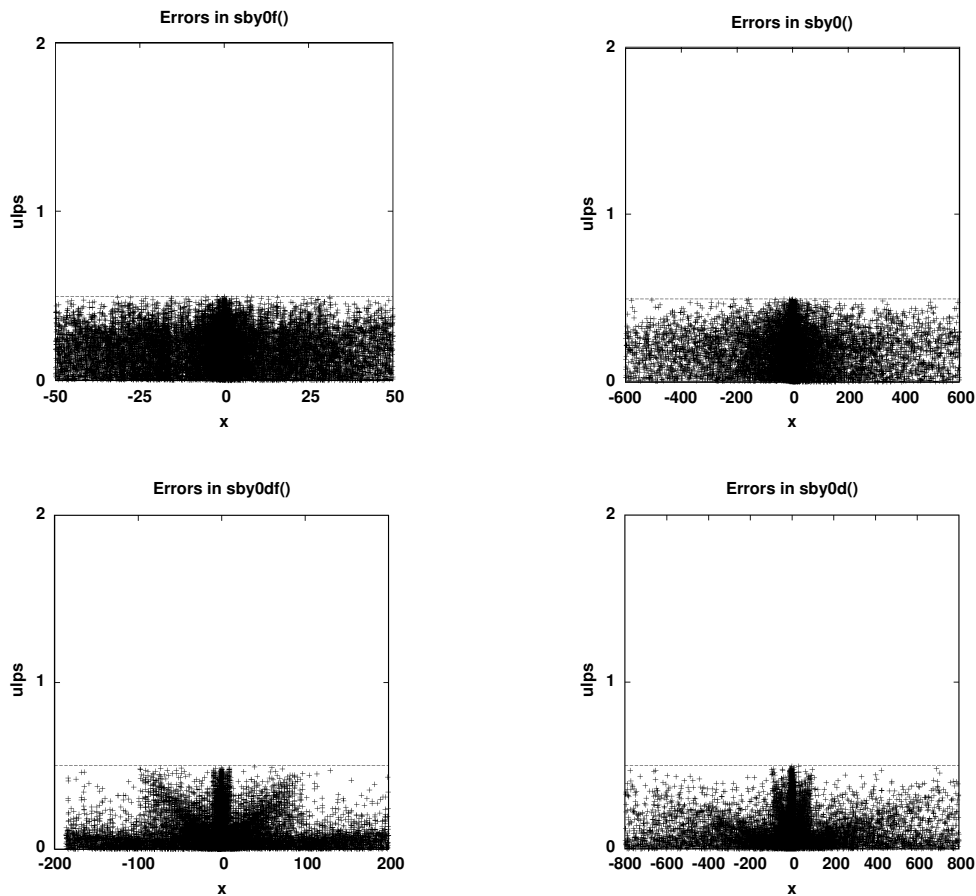 Errors in sby0f()
2
1
0
ulps
-50 -25 0 25 50
x
Errors in sby0()
2
1
0
ulps
-600 -400 -200 0 200 400 600
x
Errors in sby0df()
2
1
0
ulps
-200 -100 0 100 200
x
Errors in sby0d()
2
1
0
ulps
-800 -600 -400 -200 0 200 400 600 800
x